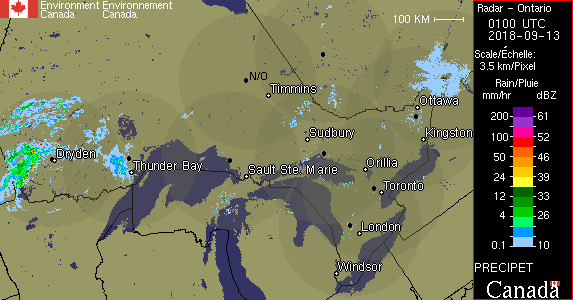 Environment Environnement
Canada Canada
100 KM
N/O
Timmins
Ottawa
Sudbury
Kingston
Dryden
Thunder Bay
Sault Ste. Marie
Orillia
Toronto
London
Windsor
Radar - Ontario
0100 UTC
2018-09-13
Scale/Échelle:
3.5 km/Pixel
Rain/Pluie
mm/hr dBZ
200 61
100 52
50 46
24 39
12 33
4 26
0.1 10
PRECIPET
Canada